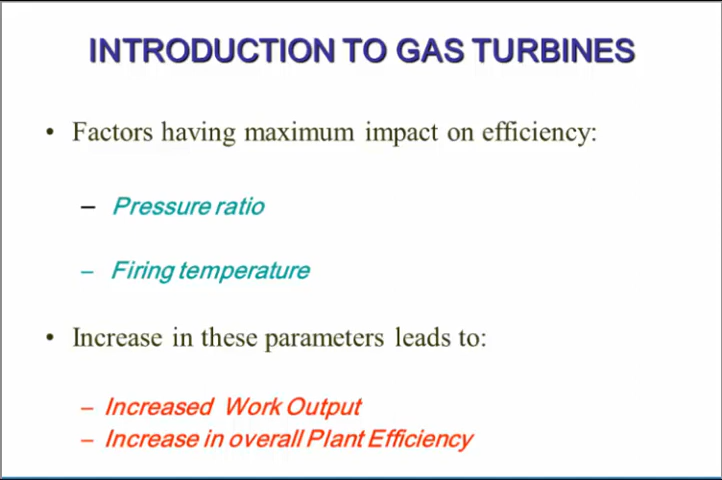 INTRODUCTION TO GAS TURBINES
• Factors having maximum impact on efficiency:
– Pressure ratio
– Firing temperature
• Increase in these parameters leads to:
– Increased Work Output
– Increase in overall Plant Efficiency